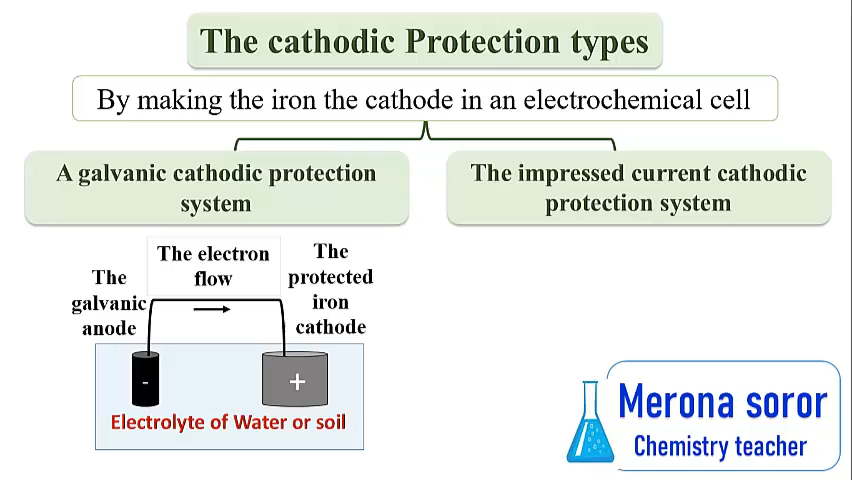 The cathodic Protection types
By making the iron the cathode in an electrochemical cell
A galvanic cathodic protection
system
The impressed current cathodic
protection system
The electron
flow
The
protected
iron
cathode
The
galvanic
anode
-
+
Electrolyte of Water or soil
Merona soror
Chemistry teacher